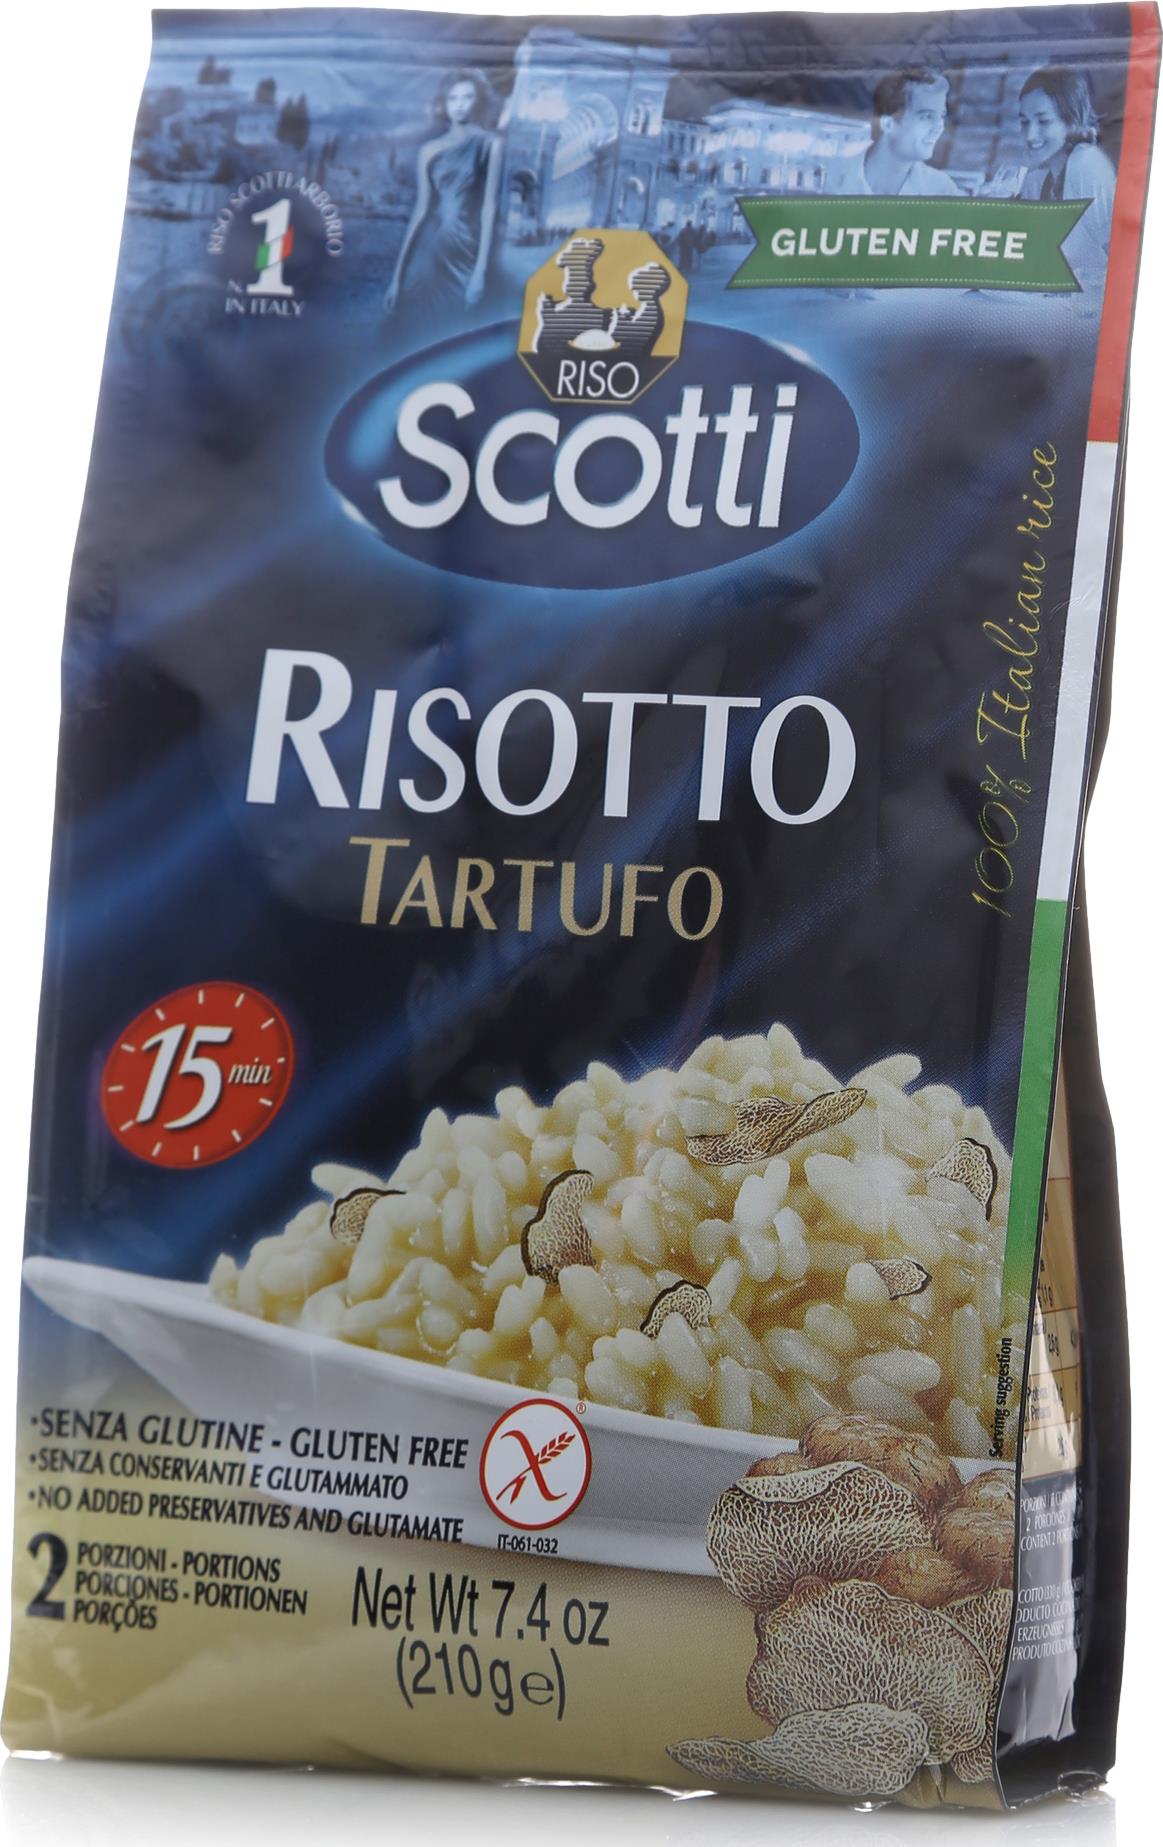 RISO SCOTTI ARBORIO
N. 1
IN ITALY
GLUTEN FREE
RISO
Scotti
100% Italian rice
RISOTTO
TARTUFO
15 min
Serving suggestion
•SENZA GLUTINE - GLUTEN FREE
•SENZA CONSERVANTI E GLUTAMMATO
•NO ADDED PRESERVATIVES AND GLUTAMATE
®
IT-061-032
2 PORZIONI - PORTIONS
PORCIONES - PORTIONEN
PORÇÕES
Net Wt 7.4 oz
(210 g e)